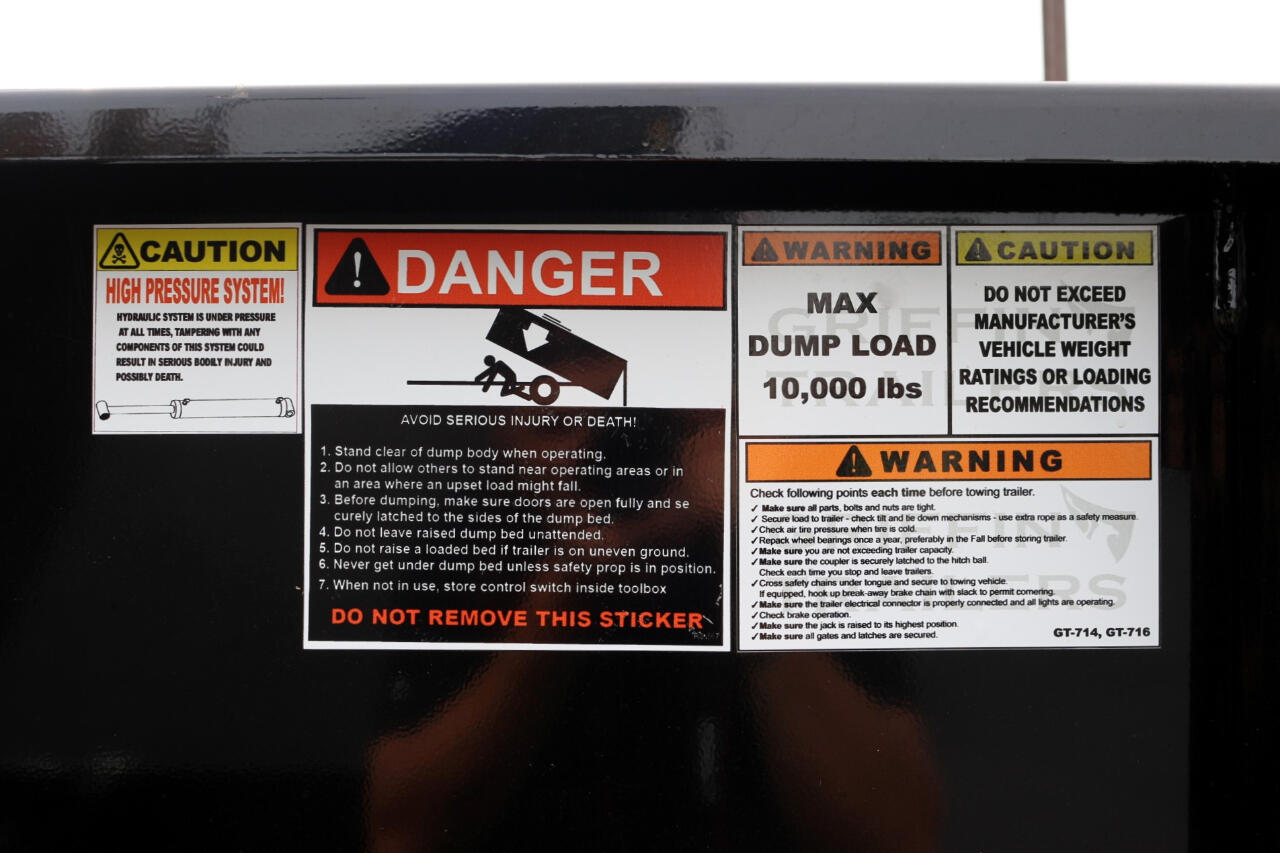 CAUTION
HIGH PRESSURE SYSTEM!
HYDRAULIC SYSTEM IS UNDER PRESSURE
AT ALL TIMES, TAMPERING WITH ANY
COMPONENTS OF THIS SYSTEM COULD
RESULT IN SERIOUS BODILY INJURY AND
POSSIBLY DEATH.
DANGER
AVOID SERIOUS INJURY OR DEATH!
1. Stand clear of dump body when operating.
2. Do not allow others to stand near operating areas or in
an area where an upset load might fall.
3. Before dumping, make sure doors are open fully and se
curely latched to the sides of the dump bed.
4. Do not leave raised dump bed unattended.
5. Do not raise a loaded bed if trailer is on uneven ground.
6. Never get under dump bed unless safety prop is in position.
7. When not in use, store control switch inside toolbox
DO NOT REMOVE THIS STICKER
WARNING
GRIFFIN
TRAILERS
MAX
DUMP LOAD
10,000 lbs
CAUTION
DO NOT EXCEED
MANUFACTURER'S
VEHICLE WEIGHT
RATINGS OR LOADING
RECOMMENDATIONS
WARNING
GRIFFIN
TRAILERS
Check following points each time before towing trailer.
✓ Make sure all parts, bolts and nuts are tight.
✓ Secure load to trailer - check tilt and tie down mechanisms - use extra rope as a safety measure.
✓ Check air tire pressure when tire is cold.
✓ Repack wheel bearings once a year, preferably in the Fall before storing trailer.
✓ Make sure you are not exceeding trailer capacity.
✓ Make sure the coupler is securely latched to the hitch ball.
Check each time you stop and leave trailers.
✓ Cross safety chains under tongue and secure to towing vehicle.
If equipped, hook up break-away brake chain with slack to permit cornering.
✓ Make sure the trailer electrical connector is properly connected and all lights are operating.
✓ Check brake operation.
✓ Make sure the jack is raised to its highest position.
✓ Make sure all gates and latches are secured.
GT-714, GT-716